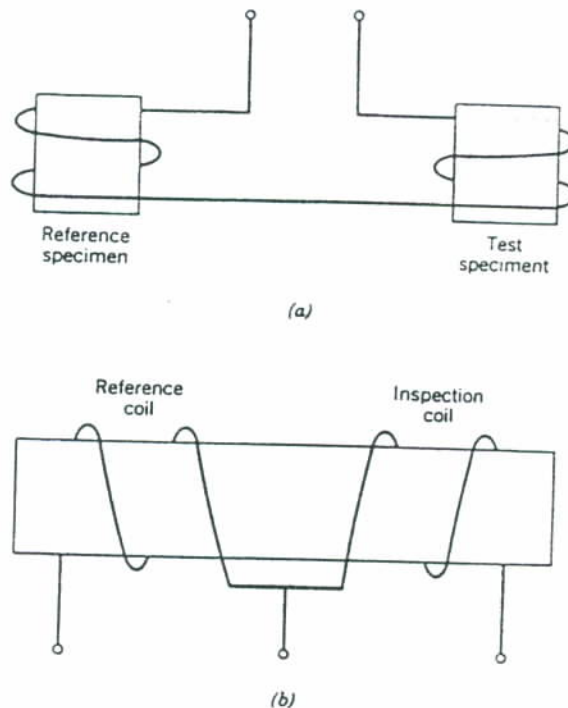 Reference
specimen
Test
speciment
(a)
Reference
coil
Inspection
coil
(b)